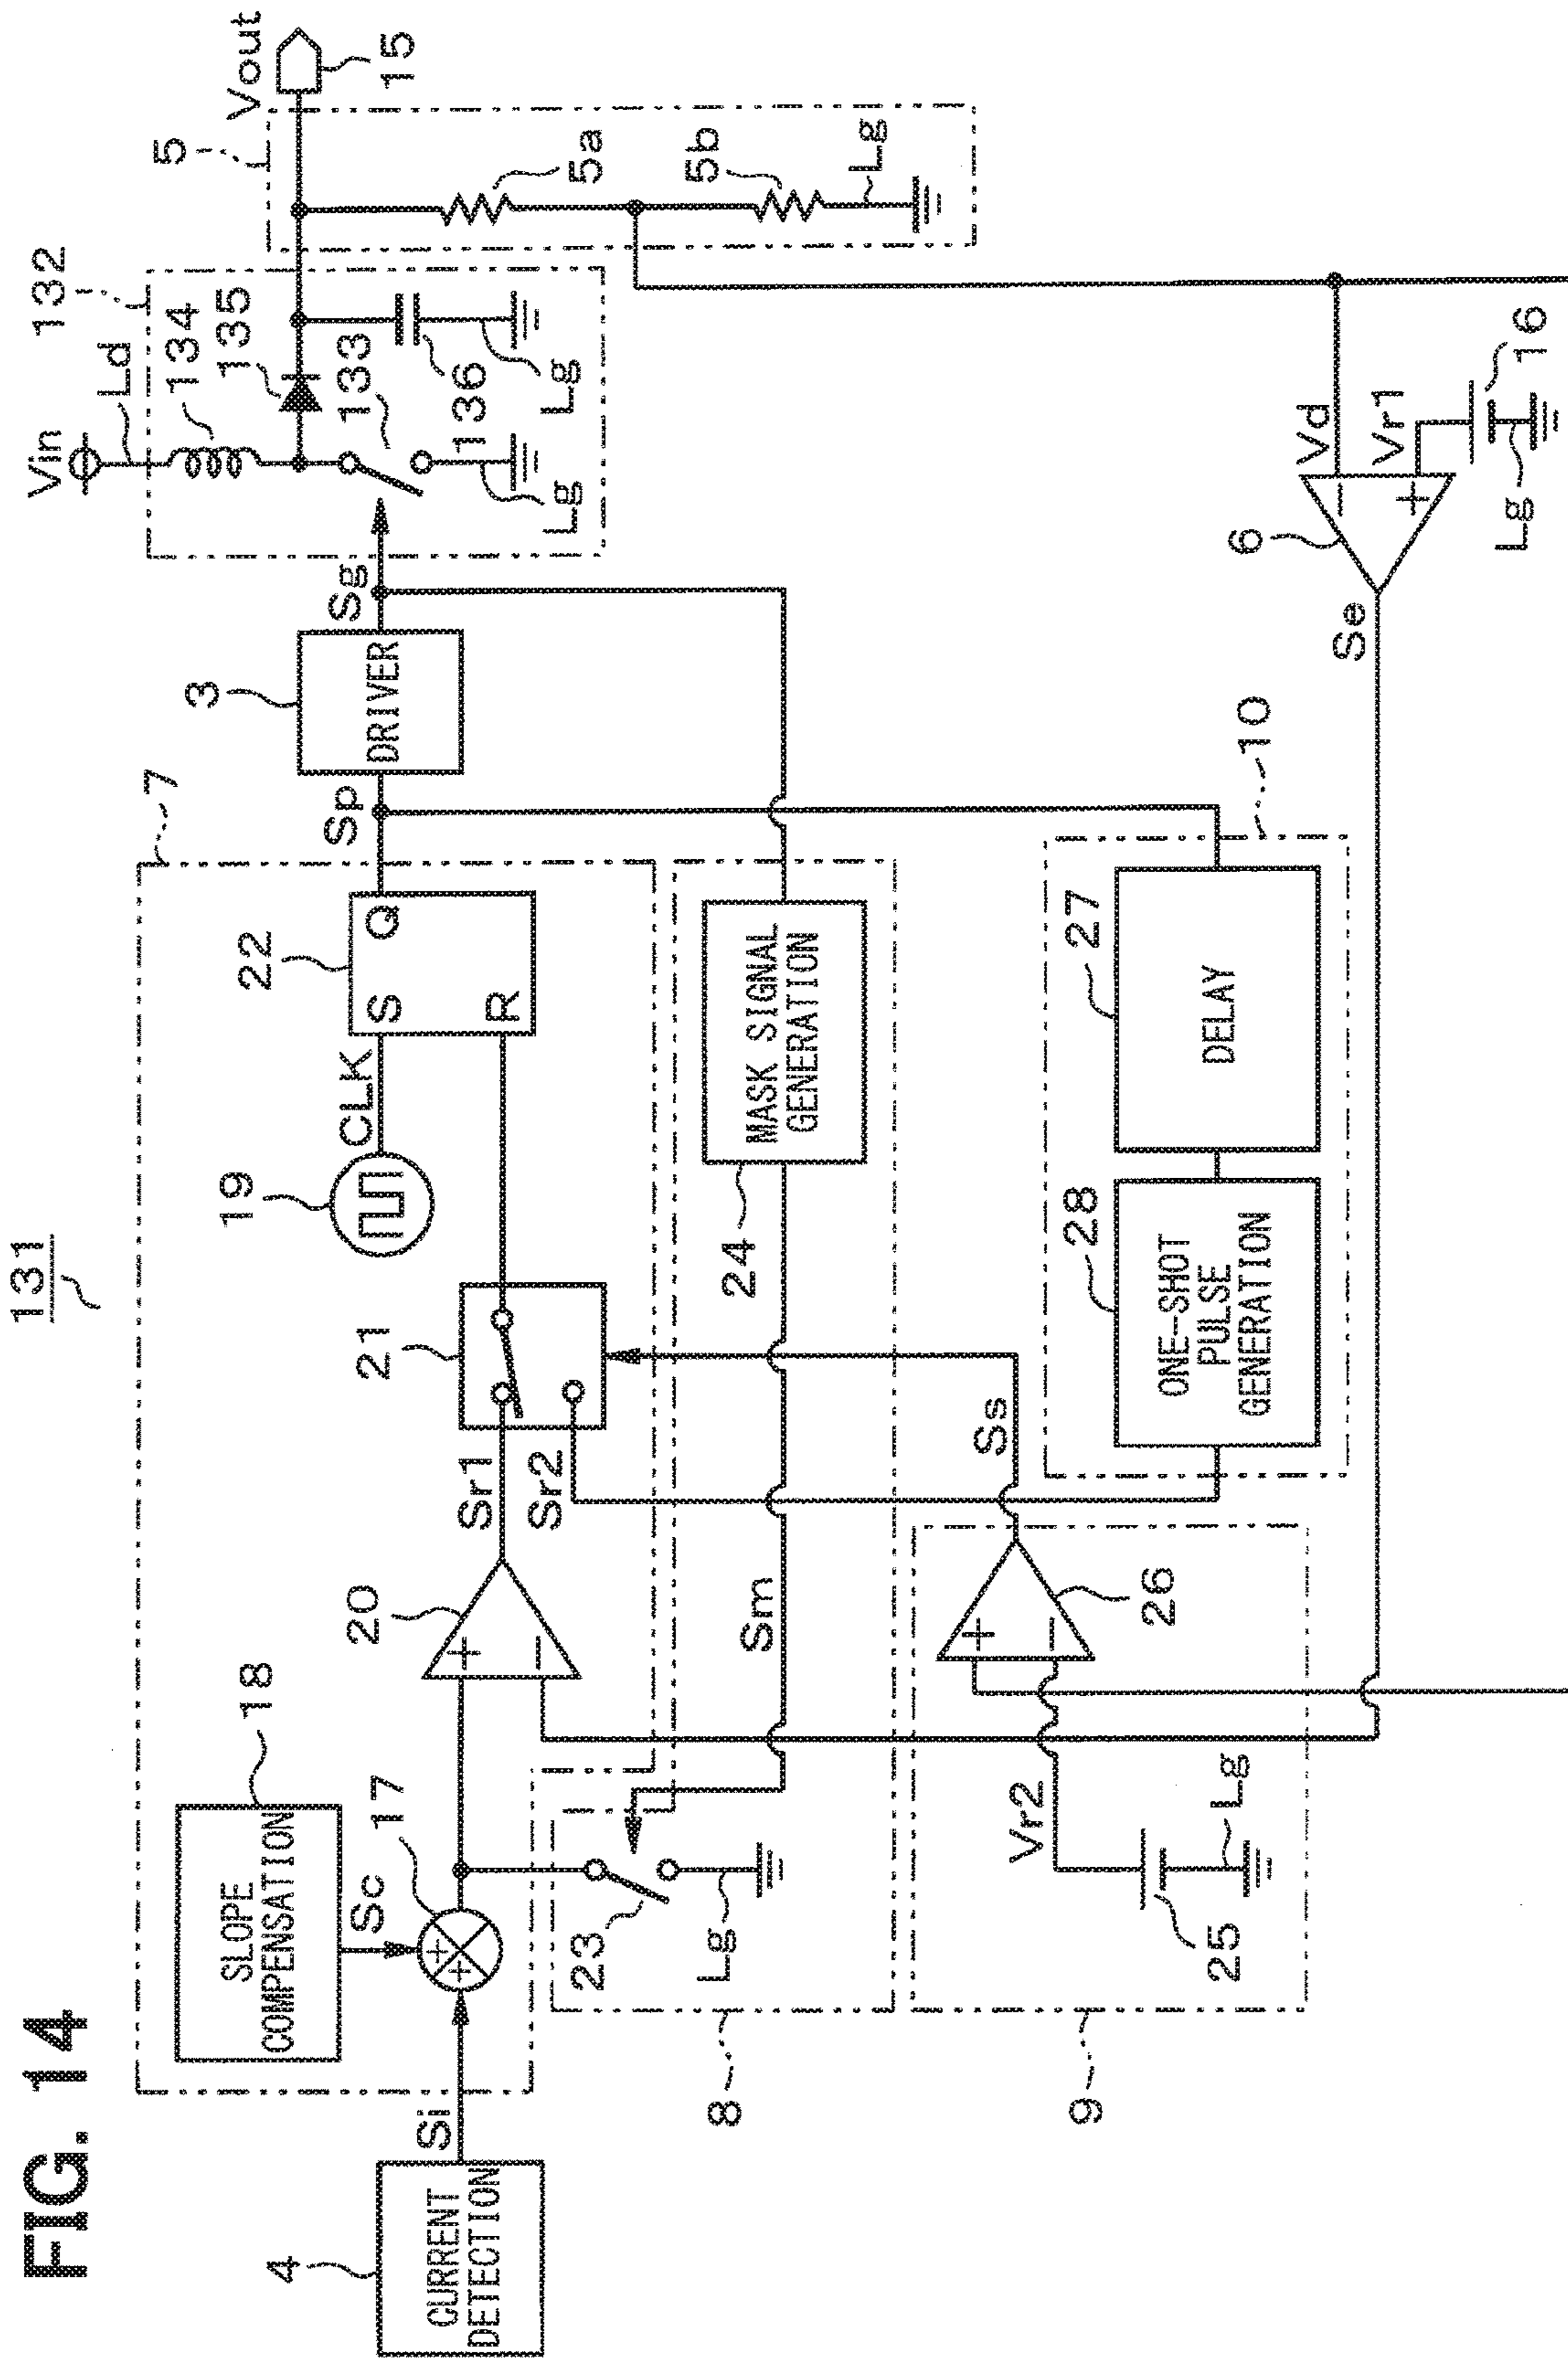 FIG. 14
131
4
CURRENT
DETECTION
Si
SLOPE
COMPENSATION
18
Sc
17
+
+
20
+
−
Sr1
Sr2
21
19
CLK
22
S
Q
R
7
Sp
3
DRIVER
Sg
Vin
Ld
132
134
135
133
136
Lg
Lg
5
5a
5b
Lg
Vout
15
8
23
Lg
Sm
24
MASK SIGNAL
GENERATION
9
25
Lg
Vr2
26
+
−
Ss
28
ONE-SHOT
PULSE
GENERATION
27
DELAY
10
Se
6
−
+
Vd
Vr1
16
Lg